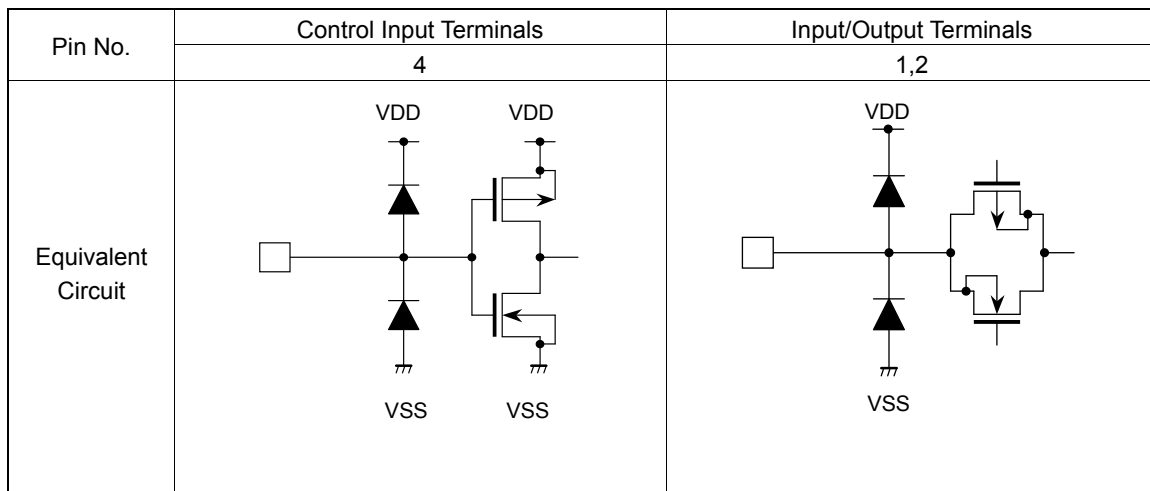 Pin No.
Control Input Terminals
Input/Output Terminals
4
1,2
Equivalent
Circuit
VDD
VDD
VSS
VSS
VDD
VSS